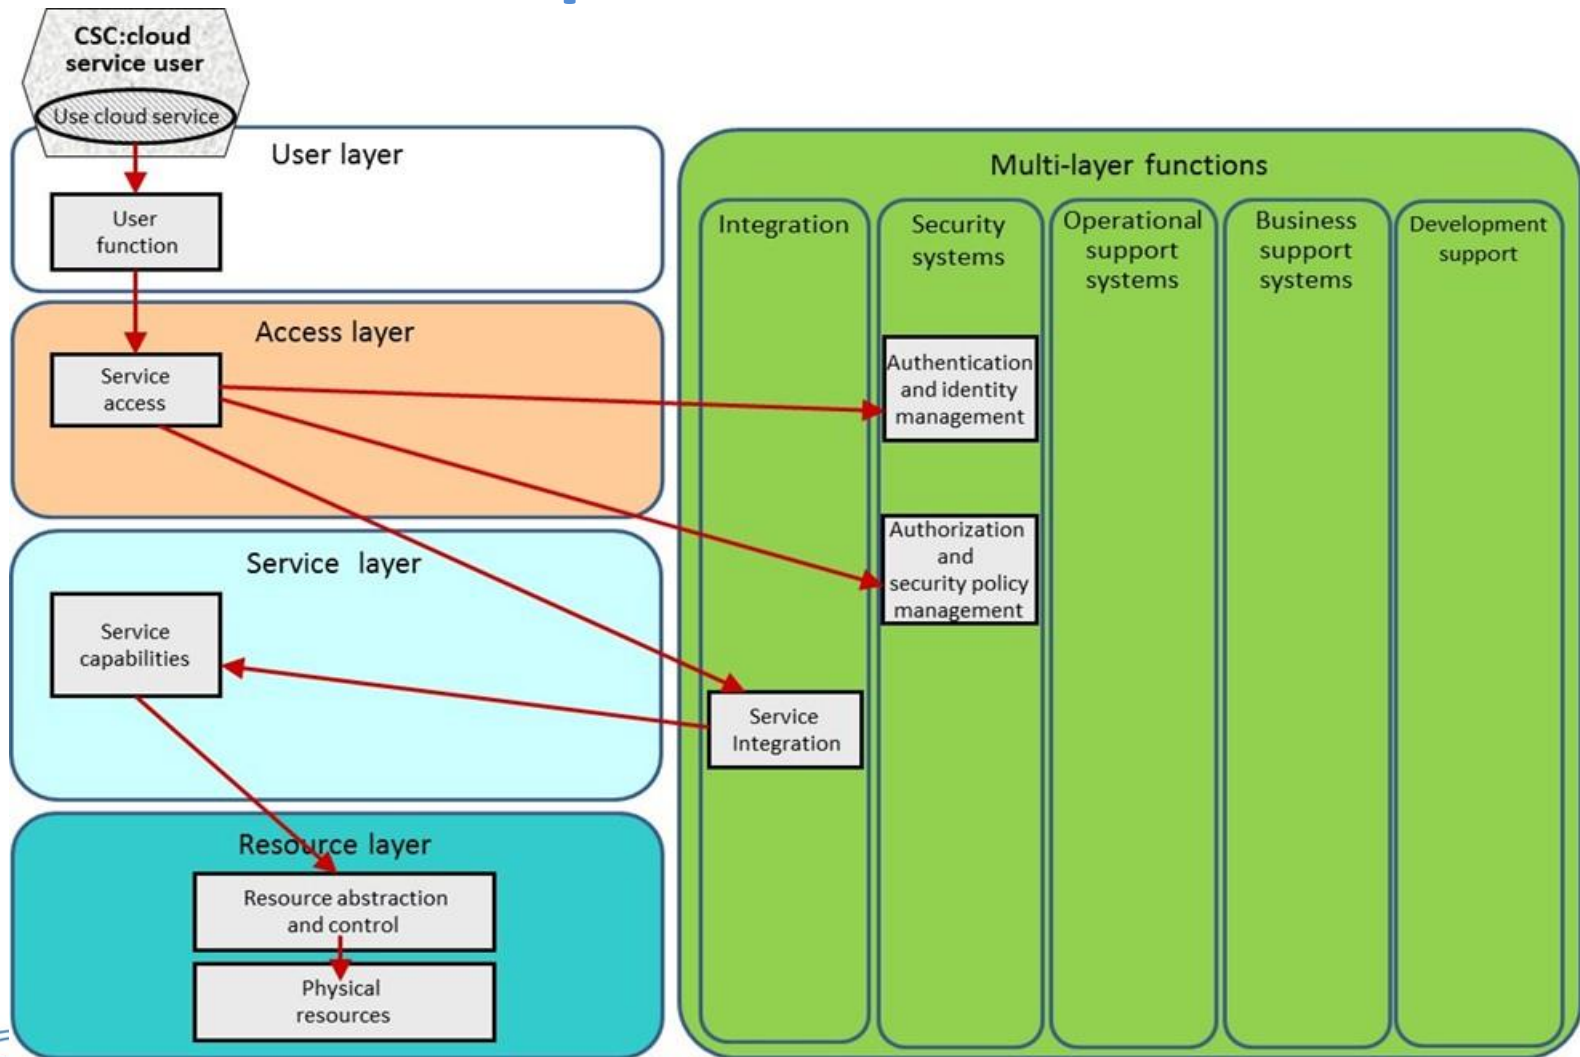 CSC:cloud
service user
Use cloud service
User layer
User
function
Access layer
Service
access
Service layer
Service
capabilities
Resource layer
Resource abstraction
and control
Physical
resources
Multi-layer functions
Integration
Security
systems
Operational
support
systems
Business
support
systems
Development
support
Authentication
and identity
management
Authorization
and
security policy
management
Service
Integration